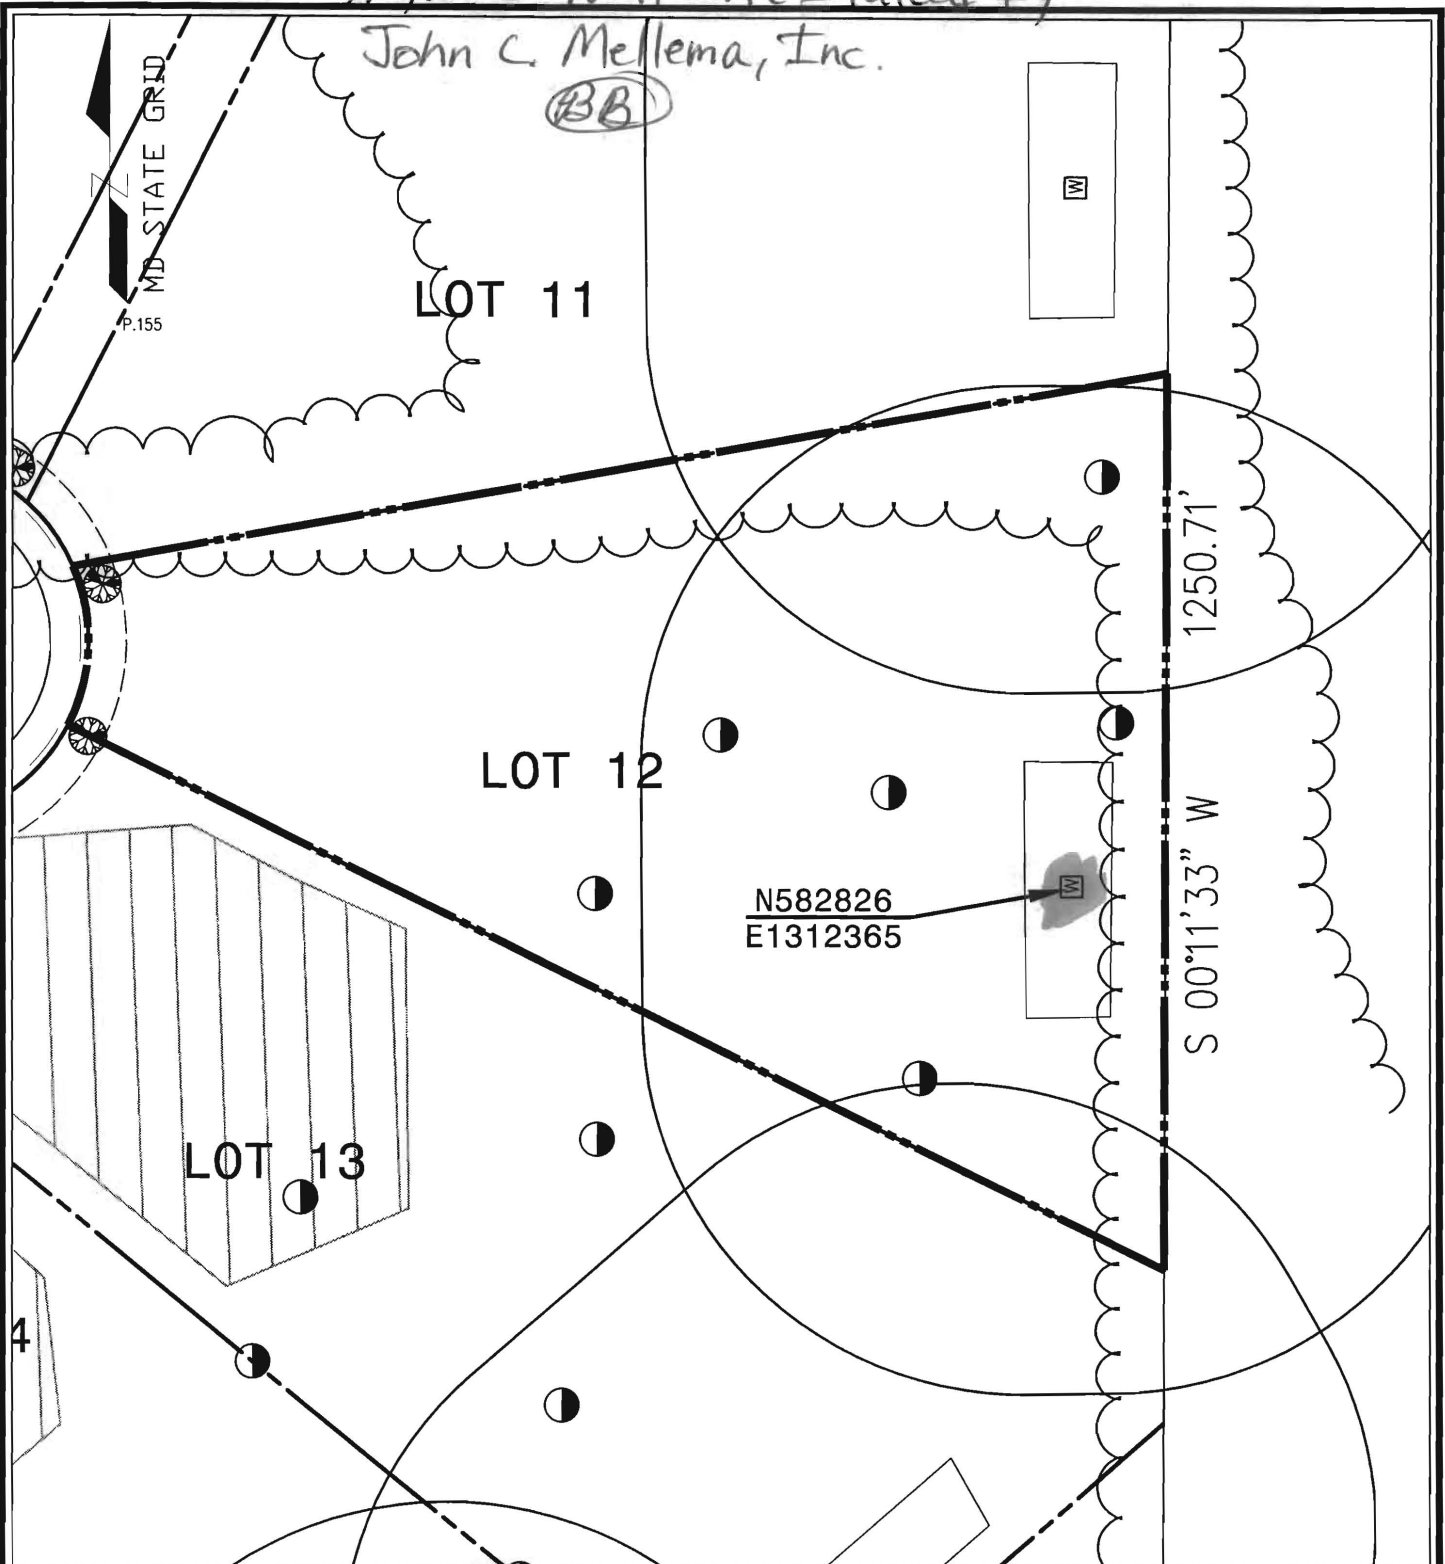 John C. Mellema, Inc.
BB
MD STATE GRID
Z
P.155
W
LOT 11
1250.71'
LOT 12
N582826
E1312365
W
S 00°11'33" W
LOT 13
4